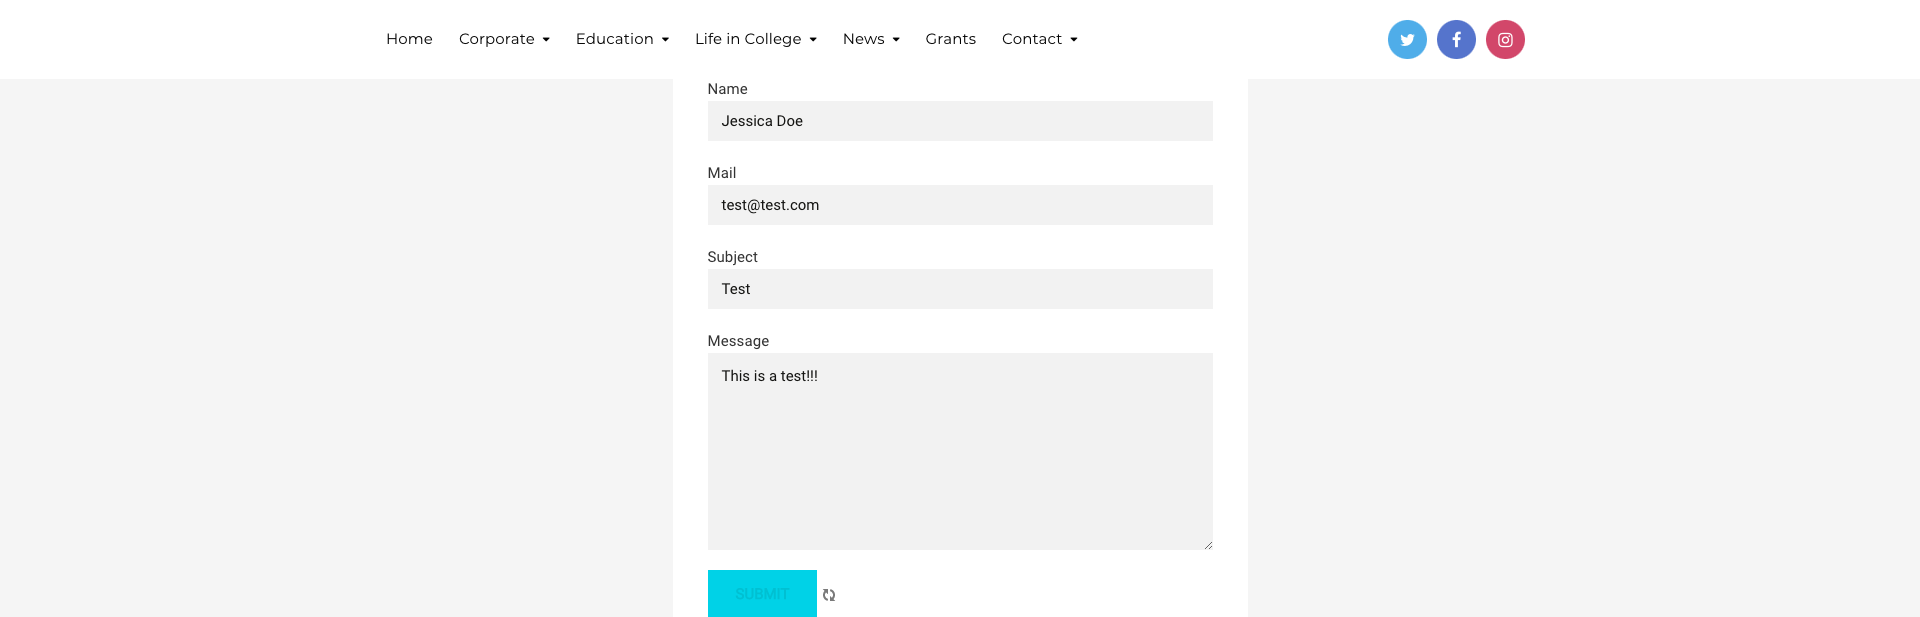 Home Corporate Education Life in College News Grants Contact
Name
Jessica Doe
Mail
test@test.com
Subject
Test
Message
This is a test!!!
SUBMIT